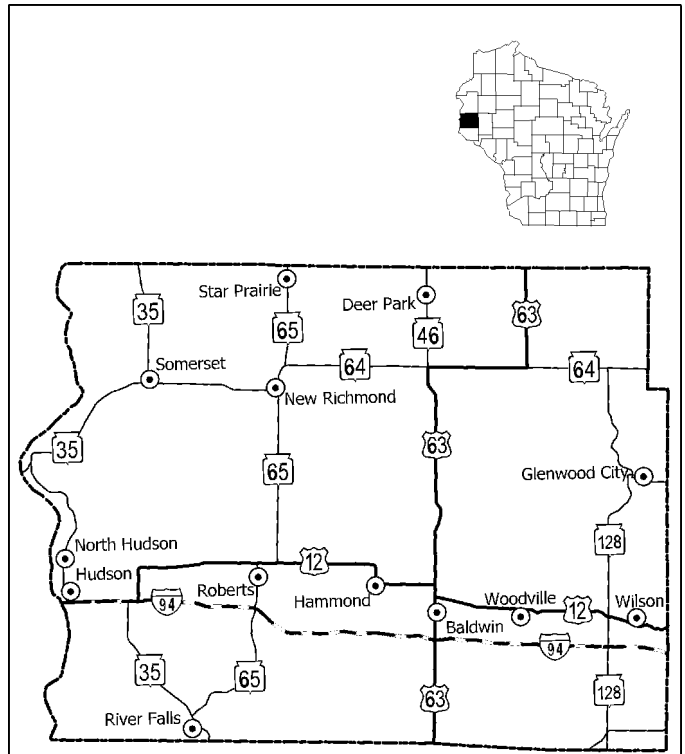 Star Prairie
Deer Park
35
65
46
63
Somerset
64
64
New Richmond
35
63
65
Glenwood City
128
North Hudson
12
Hudson
Roberts
Hammond
Woodville
12
Wilson
94
Baldwin
94
35
65
63
128
River Falls